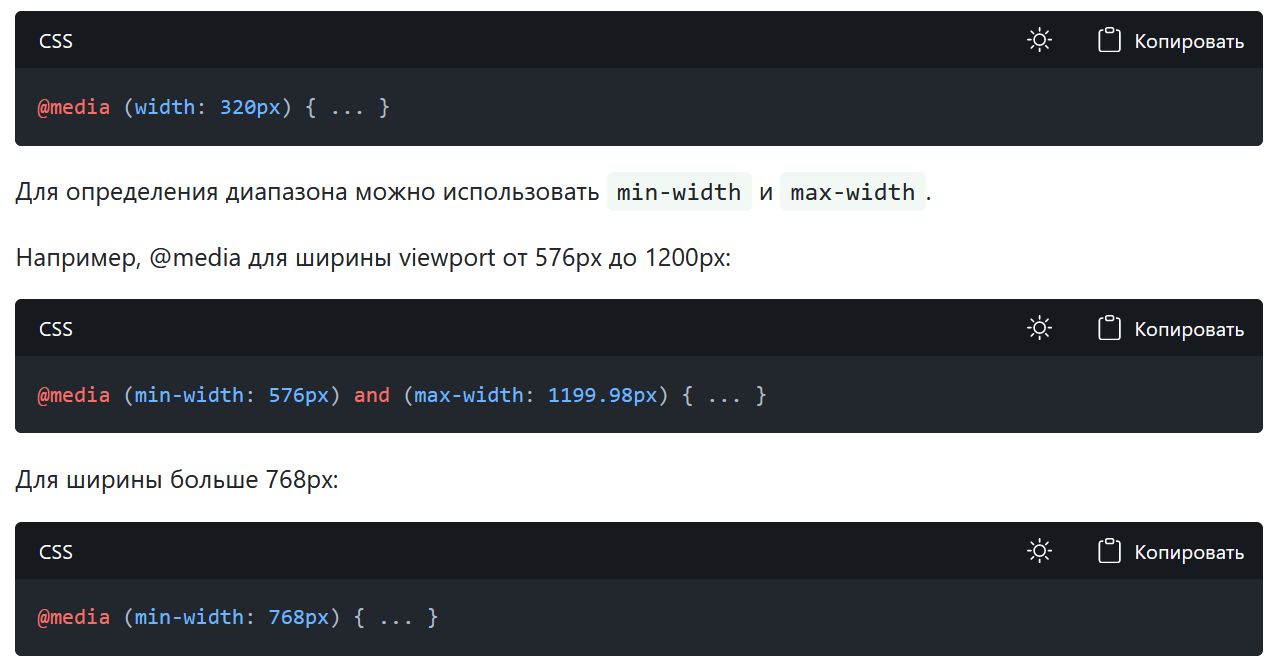 CSS Копировать
@media (width: 320px) { ... }
Для определения диапазона можно использовать min-width и max-width.
Например, @media для ширины viewport от 576px до 1200px:
CSS Копировать
@media (min-width: 576px) and (max-width: 1199.98px) { ... }
Для ширины больше 768px:
CSS Копировать
@media (min-width: 768px) { ... }